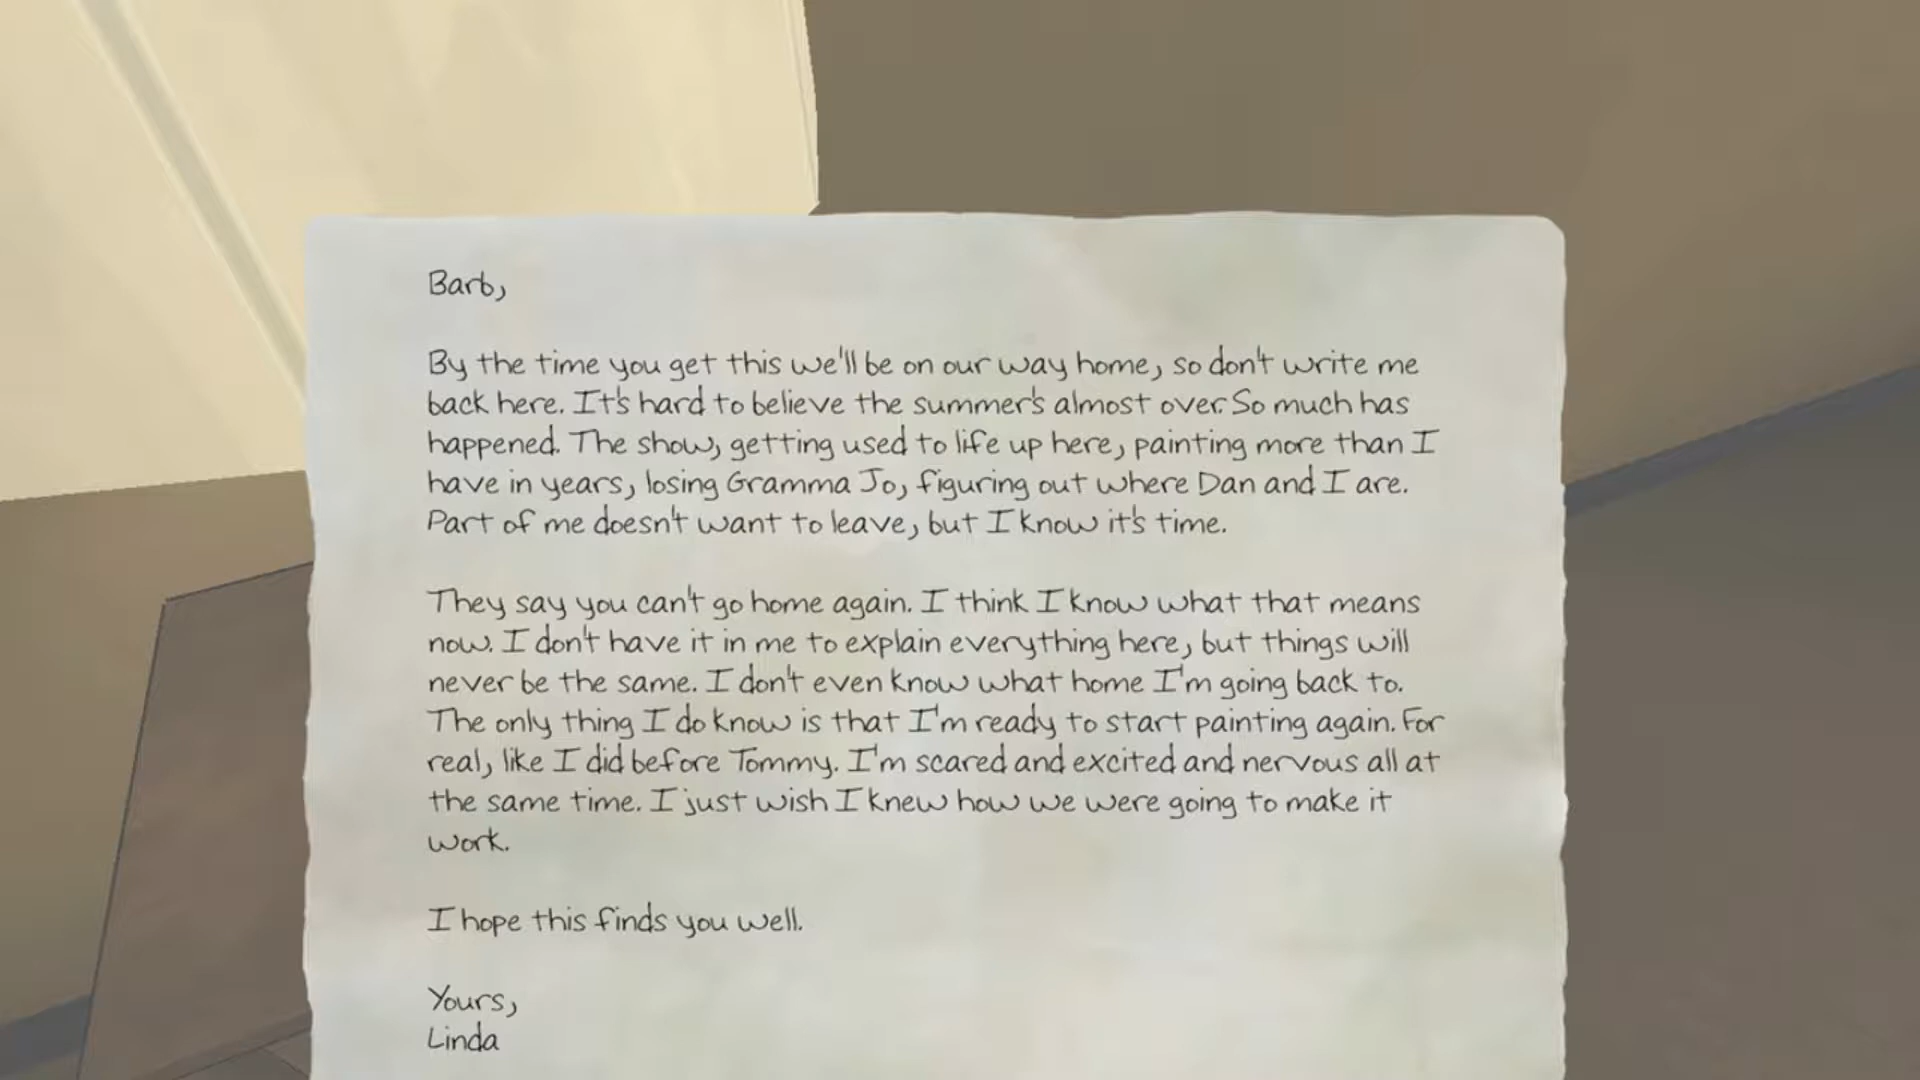 Barb,
By the time you get this we'll be on our way home, so don't write me
back here. It's hard to believe the summer's almost over. So much has
happened. The show, getting used to life up here, painting more than I
have in years, losing Gramma Jo, figuring out where Dan and I are.
Part of me doesn't want to leave, but I know it's time.
They say you can't go home again. I think I know what that means
now. I don't have it in me to explain everything here, but things will
never be the same. I don't even know what home I'm going back to.
The only thing I do know is that I'm ready to start painting again. For
real, like I did before Tommy. I'm scared and excited and nervous all at
the same time. I just wish I knew how we were going to make it
work.
I hope this finds you well.
Yours,
Linda